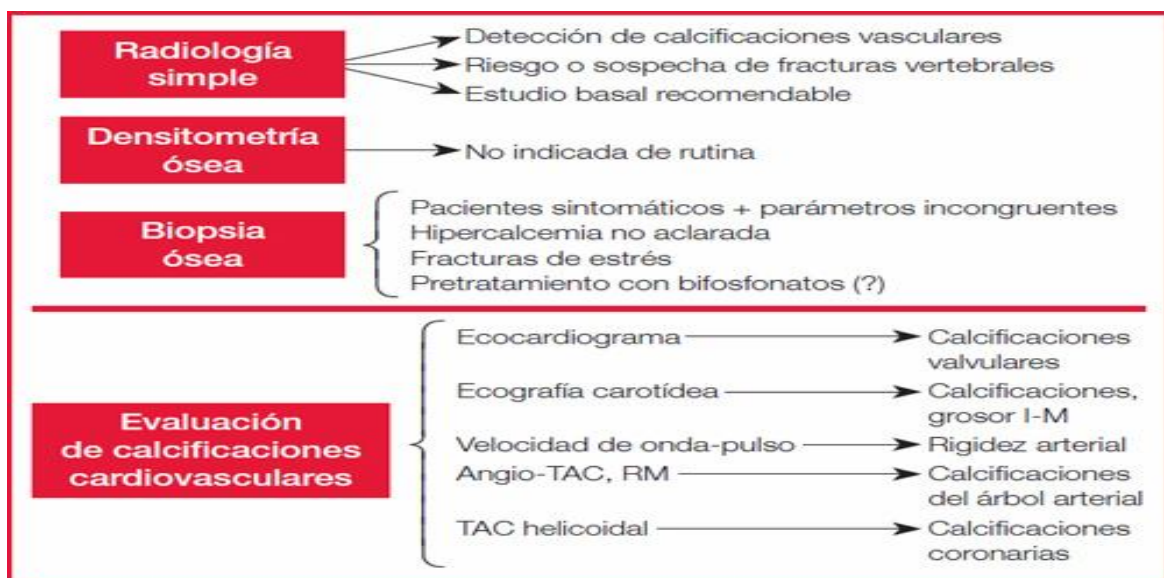 Radiología
simple
Detección de calcificaciones vasculares
Riesgo o sospecha de fracturas vertebrales
Estudio basal recomendable
Densitometría
ósea
No indicada de rutina
Biopsia
ósea
Pacientes sintomáticos + parámetros incongruentes
Hipercalcemia no aclarada
Fracturas de estrés
Pretratamiento con bifosfonatos (?)
Evaluación
de calcificaciones
cardiovasculares
Ecocardiograma
Calcificaciones
valvulares
Ecografía carotídea
Calcificaciones,
grosor I-M
Velocidad de onda-pulso
Rigidez arterial
Angio-TAC, RM
Calcificaciones
del árbol arterial
TAC helicoidal
Calcificaciones
coronarias